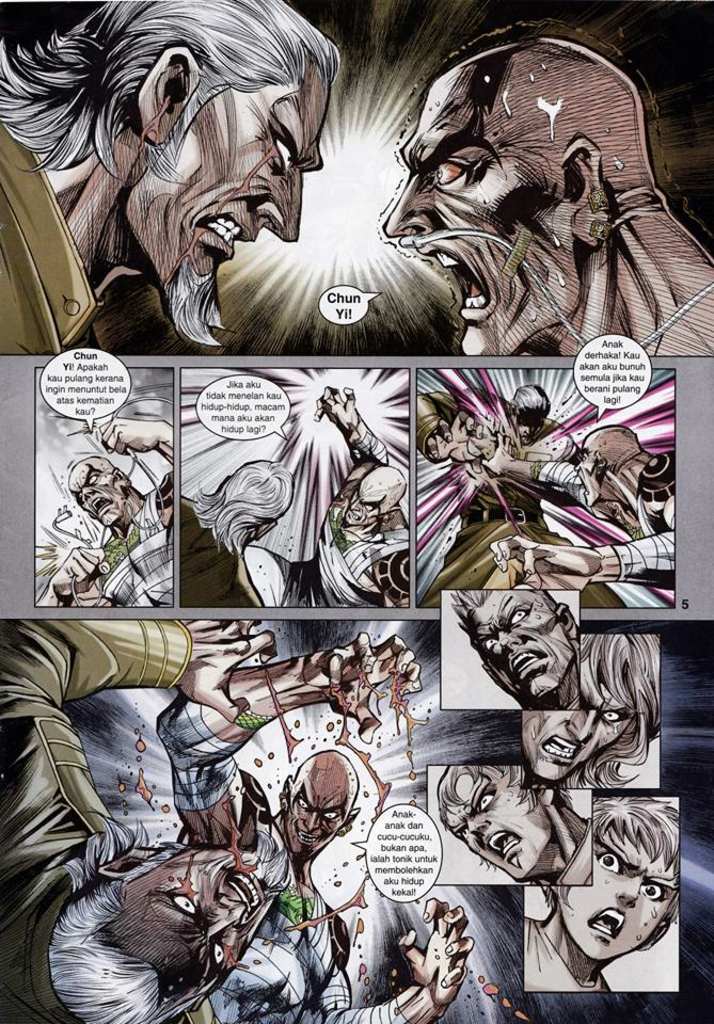 Chun
Yi!
Chun
Yi! Apakah
kau pulang kerana
ingin menuntut bela
atas kematian
kau?
Jika aku
tidak menelan kau
hidup-hidup, macam
mana aku akan
hidup lagi?
Anak
derhaka! Kau
akan aku bunuh
semula jika kau
berani pulang
lagi!
5
Anak-
anak dan
cucu-cucuku,
bukan apa,
ialah tonik untuk
membolehkan
aku hidup
kekal!